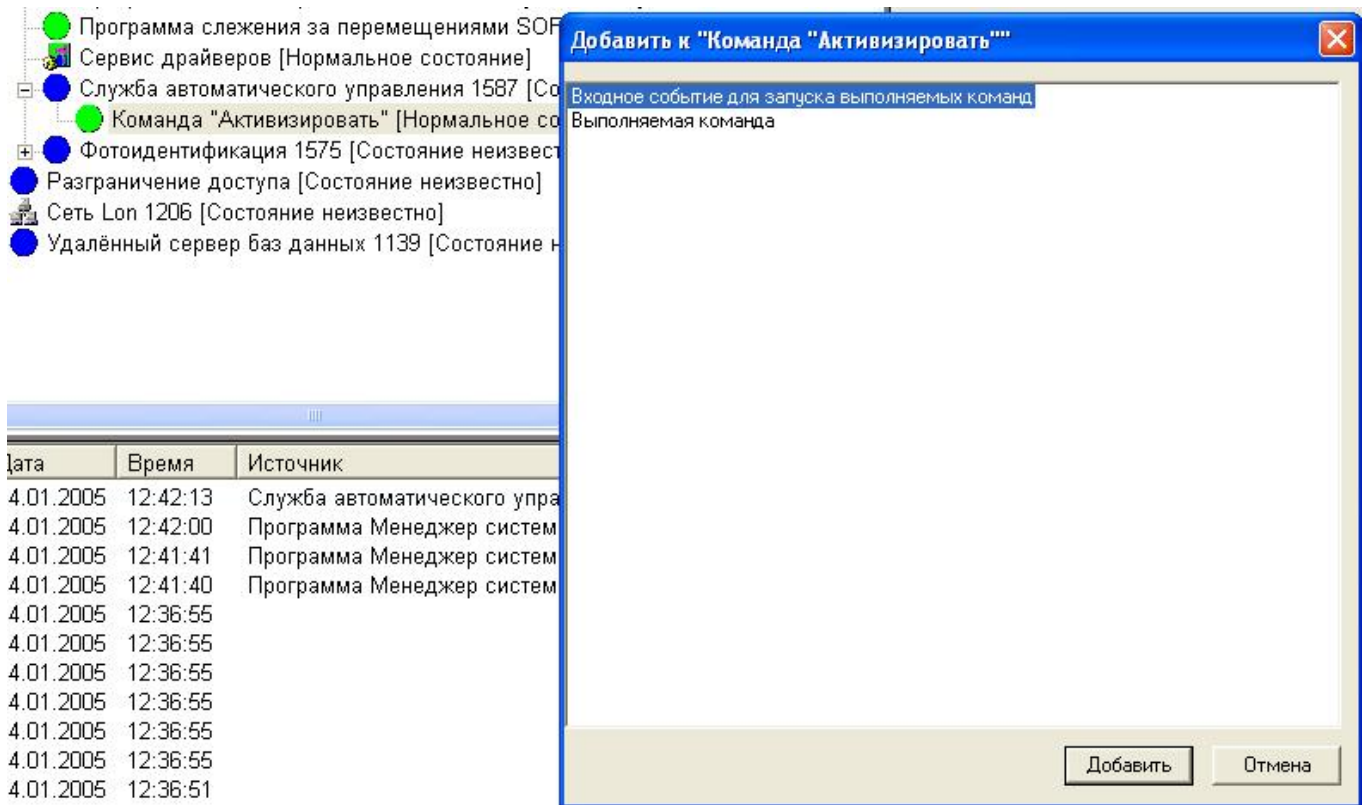 Программа слежения за перемещениями SOF
Сервис драйверов [Нормальное состояние]
Служба автоматического управления 1587 [Со
Команда "Активизировать" [Нормальное со
Фотоидентификация 1575 [Состояние неизвест
Разграничение доступа [Состояние неизвестно]
Сеть Lon 1206 [Состояние неизвестно]
Удалённый сервер баз данных 1139 [Состояние н
Добавить к "Команда "Активизировать""
Входное событие для запуска выполняемых команд
Выполняемая команда
Добавить Отмена
Дата Время Источник
4.01.2005 12:42:13 Служба автоматического упра
4.01.2005 12:42:00 Программа Менеджер систем
4.01.2005 12:41:41 Программа Менеджер систем
4.01.2005 12:41:40 Программа Менеджер систем
4.01.2005 12:36:55
4.01.2005 12:36:55
4.01.2005 12:36:55
4.01.2005 12:36:55
4.01.2005 12:36:55
4.01.2005 12:36:55
4.01.2005 12:36:51